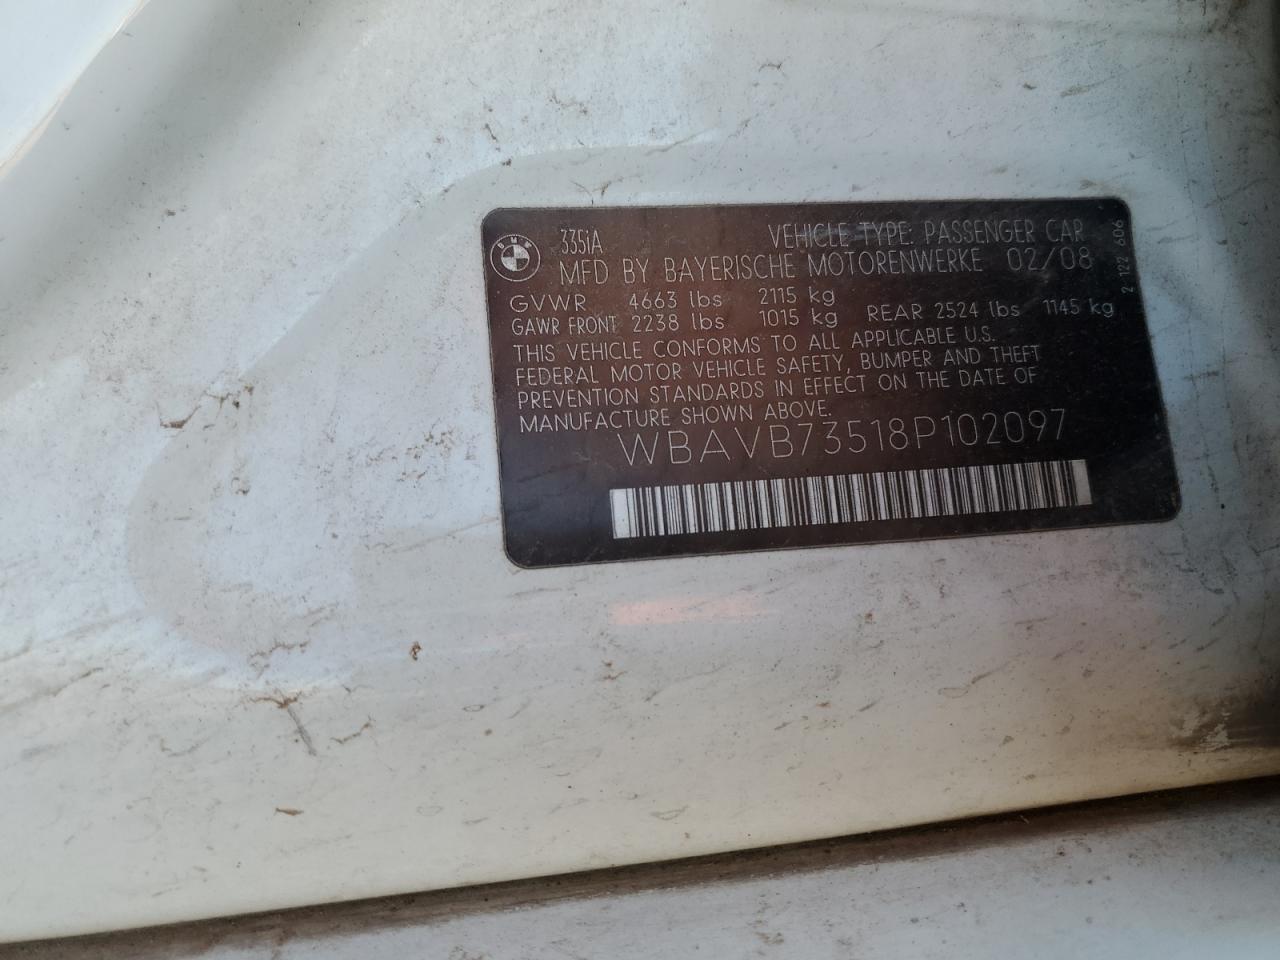 BMW
335iA VEHICLE TYPE: PASSENGER CAR
MFD BY BAYERISCHE MOTORENWERKE 02/08
GVWR 4663 lbs 2115 kg
GAWR FRONT 2238 lbs 1015 kg REAR 2524 lbs 1145 kg
THIS VEHICLE CONFORMS TO ALL APPLICABLE U.S.
FEDERAL MOTOR VEHICLE SAFETY, BUMPER AND THEFT
PREVENTION STANDARDS IN EFFECT ON THE DATE OF
MANUFACTURE SHOWN ABOVE.
WBAVB73518P102097
2 122 606